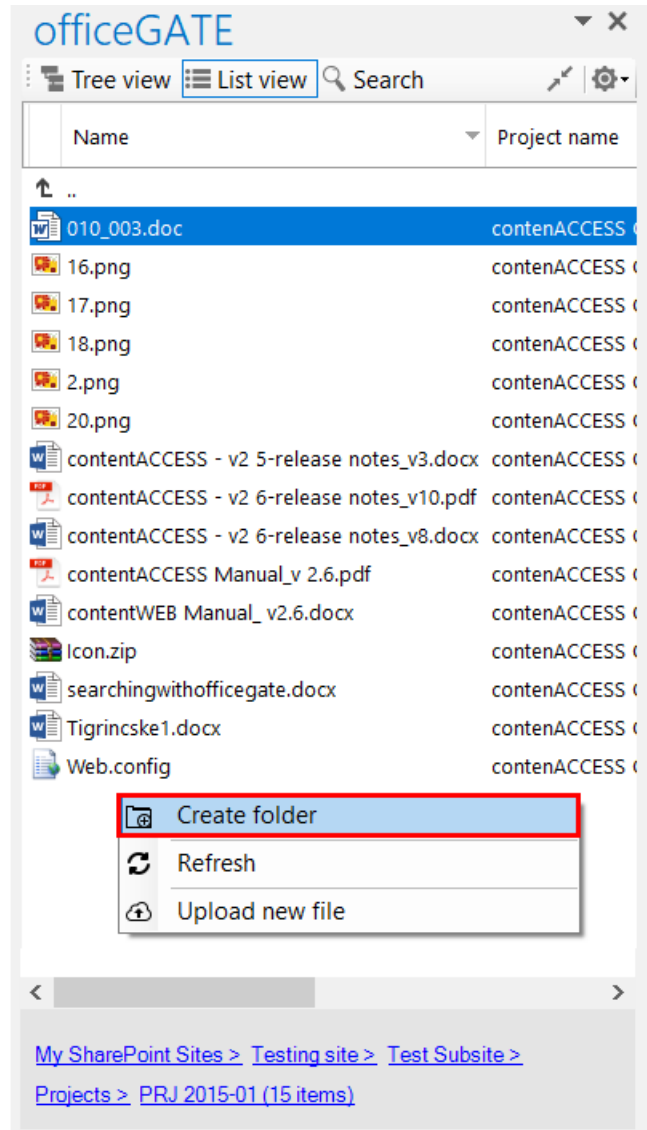 officeGATE
Tree view List view Search
Name Project name
..
010_003.doc contenACCESS
16.png contenACCESS
17.png contenACCESS
18.png contenACCESS
2.png contenACCESS
20.png contenACCESS
contentACCESS - v2 5-release notes_v3.docx contenACCESS
contentACCESS - v2 6-release notes_v10.pdf contenACCESS
contentACCESS - v2 6-release notes_v8.docx contenACCESS
contentACCESS Manual_v 2.6.pdf contenACCESS
contentWEB Manual_ v2.6.docx contenACCESS
Icon.zip contenACCESS
searchingwithofficegate.docx contenACCESS
Tigrincske1.docx contenACCESS
Web.config contenACCESS
Create folder
Refresh
Upload new file
My SharePoint Sites > Testing site > Test Subsite >
Projects > PRJ 2015-01 (15 items)